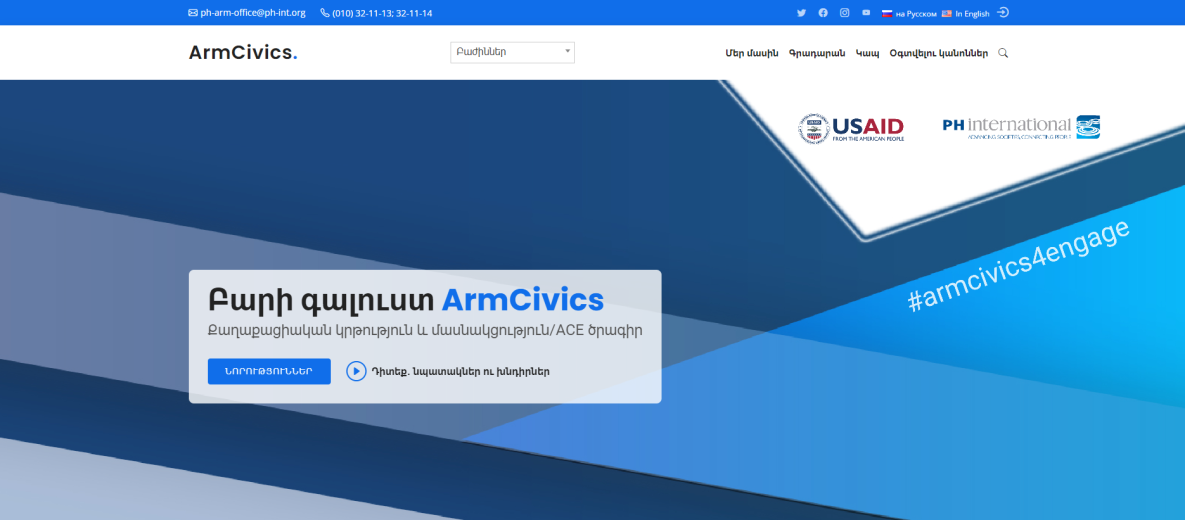 ph-arm-office@ph-int.org (010) 32-11-13; 32-11-14 на Русском In English
ArmCivics. Բաժիններ Մեր մասին Գրադարան Կապ Օգտվելու կանոններ
USAID
FROM THE AMERICAN PEOPLE
PH international
ADVANCING SOCIETIES, CONNECTING PEOPLE
#armcivics4engage
Բարի գալուստ ArmCivics
Քաղաքացիական կրթություն և մասնակցություն/ACE ծրագիր
ՆՈՐՈՒԹՅՈՒՆՆԵՐ Դիտեք. նպատակներ ու խնդիրներ